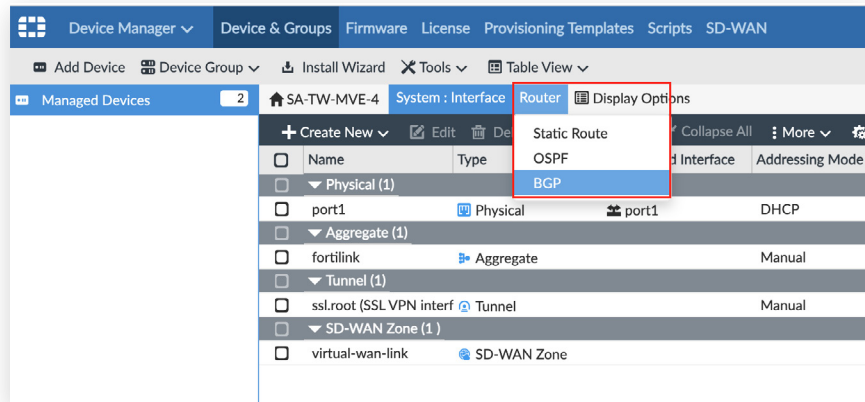 Device Manager Device & Groups Firmware License Provisioning Templates Scripts SD-WAN
Add Device Device Group Install Wizard Tools Table View
Managed Devices 2
SA-TW-MVE-4 System : Interface Router Display Options
Create New Edit De Collapse All More
Static Route
OSPF
BGP
Name Type d Interface Addressing Mode
Physical (1)
port1 Physical port1 DHCP
Aggregate (1)
fortilink Aggregate Manual
Tunnel (1)
ssl.root (SSL VPN interf Tunnel Manual
SD-WAN Zone (1 )
virtual-wan-link SD-WAN Zone